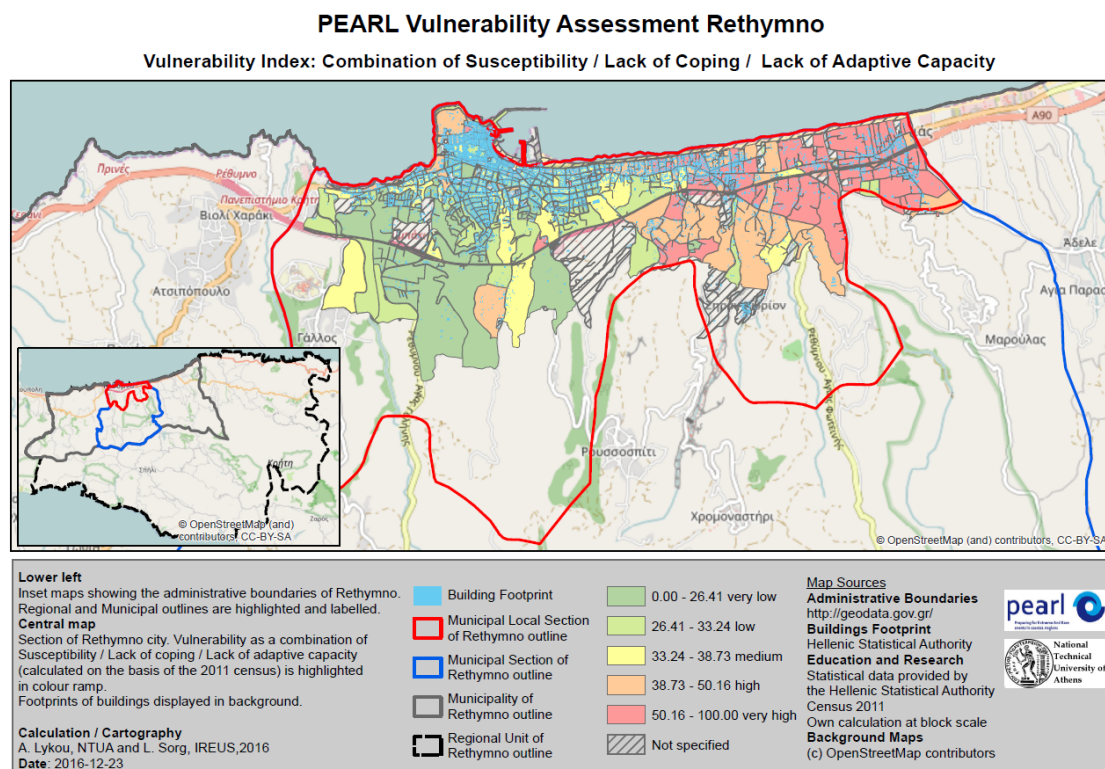 PEARL Vulnerability Assessment Rethymno
Vulnerability Index: Combination of Susceptibility / Lack of Coping / Lack of Adaptive Capacity
A90
Πρινές
Ρέθυμνο
Πανεπιστήμιο Κρήτη
Βιολί Χαράκι
Ατσιπόπουλο
Γάλλος
Άδελε
Αγία Παρασ
Μαρουλάς
Ρουσσοσπίτι
Χρομοναστήρι
Σπήλι
Κρήτη
Ζαρός
© OpenStreetMap (and)
contributors, CC-BY-SA
© OpenStreetMap (and) contributors, CC-BY-SA
Lower left
Inset maps showing the administrative boundaries of Rethymno.
Regional and Municipal outlines are highlighted and labelled.
Central map
Section of Rethymno city. Vulnerability as a combination of
Susceptibility / Lack of coping / Lack of adaptive capacity
(calculated on the basis of the 2011 census) is highlighted
in colour ramp.
Footprints of buildings displayed in background.
Calculation / Cartography
A. Lykou, NTUA and L. Sorg, IREUS,2016
Date: 2016-12-23
Building Footprint
Municipal Local Section
of Rethymno outline
Municipal Section of
Rethymno outline
Municipality of
Rethymno outline
Regional Unit of
Rethymno outline
0.00 - 26.41 very low
26.41 - 33.24 low
33.24 - 38.73 medium
38.73 - 50.16 high
50.16 - 100.00 very high
Not specified
Map Sources
Administrative Boundaries
http://geodata.gov.gr/
Buildings Footprint
Hellenic Statistical Authority
Education and Research
Statistical data provided by
the Hellenic Statistical Authority
Census 2011
Own calculation at block scale
Background Maps
(c) OpenStreetMap contributors
pearl
National
Technical
University of
Athens